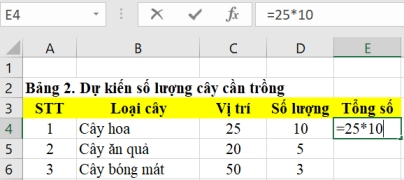 E4 =25*10
A B C D E
1
2 Bảng 2. Dự kiến số lượng cây cần trồng
3 STT Loại cây Vị trí Số lượng Tổng số
4 1 Cây hoa 25 10 =25*10
5 2 Cây ăn quả 20 5
6 3 Cây bóng mát 50 3